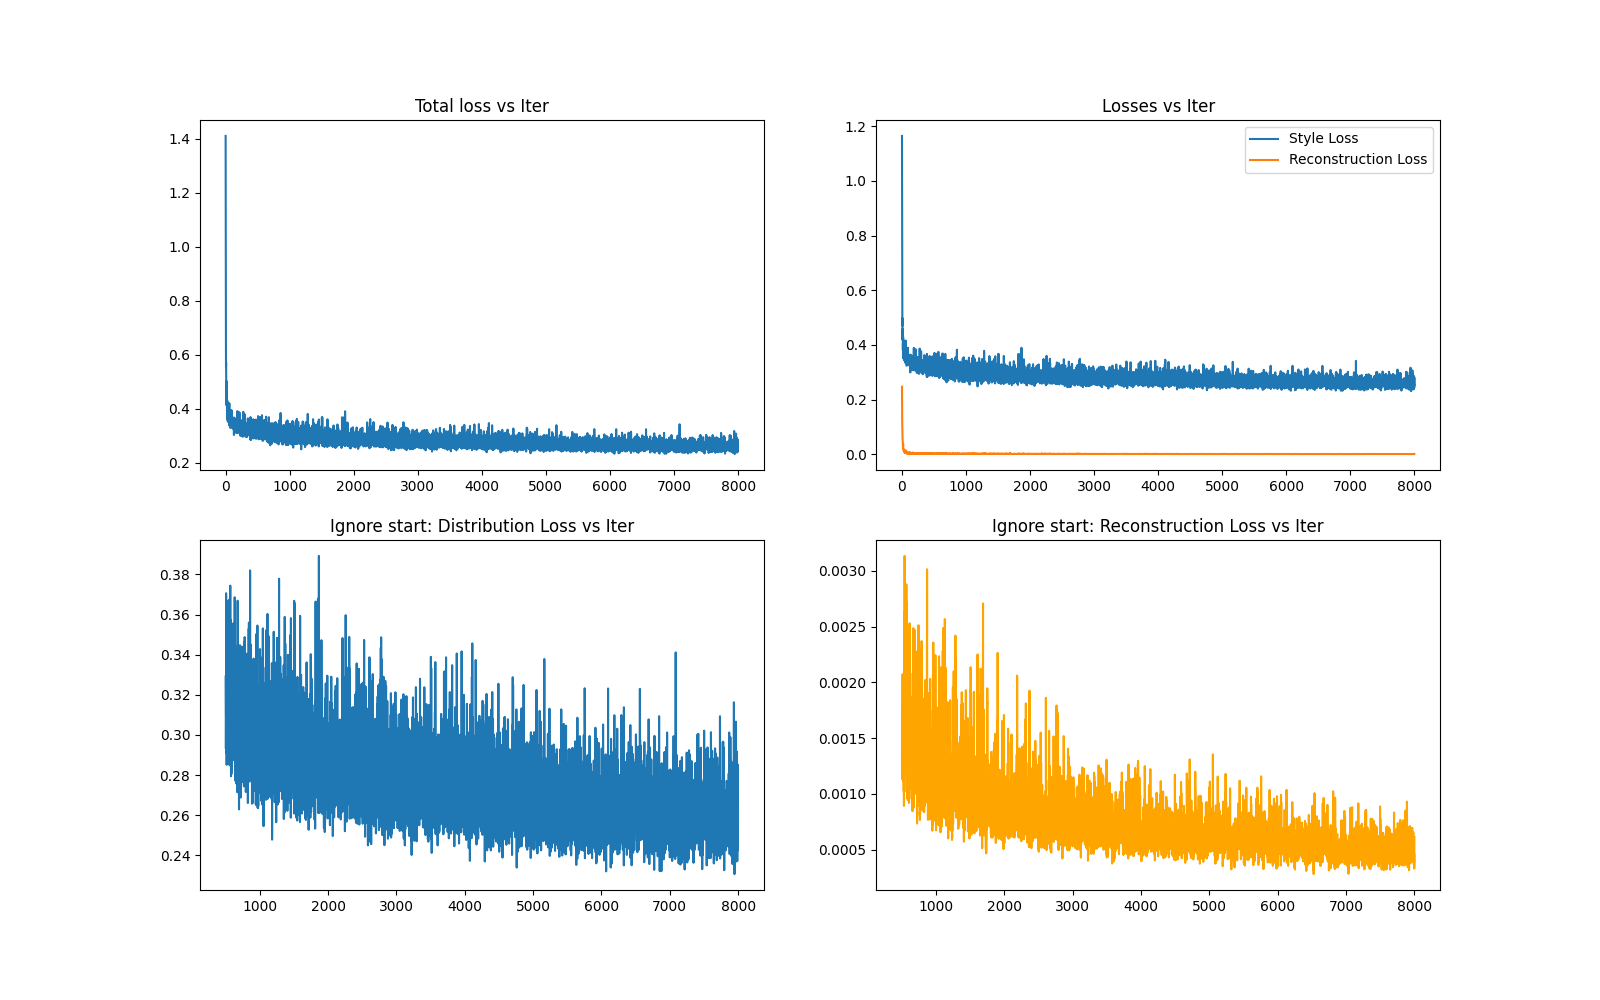 Total loss vs Iter
1.4
1.2
1.0
0.8
0.6
0.4
0.2
0 1000 2000 3000 4000 5000 6000 7000 8000
Losses vs Iter
Style Loss
Reconstruction Loss
1.2
1.0
0.8
0.6
0.4
0.2
0.0
0 1000 2000 3000 4000 5000 6000 7000 8000
Ignore start: Distribution Loss vs Iter
0.38
0.36
0.34
0.32
0.30
0.28
0.26
0.24
1000 2000 3000 4000 5000 6000 7000 8000
Ignore start: Reconstruction Loss vs Iter
0.0030
0.0025
0.0020
0.0015
0.0010
0.0005
1000 2000 3000 4000 5000 6000 7000 8000